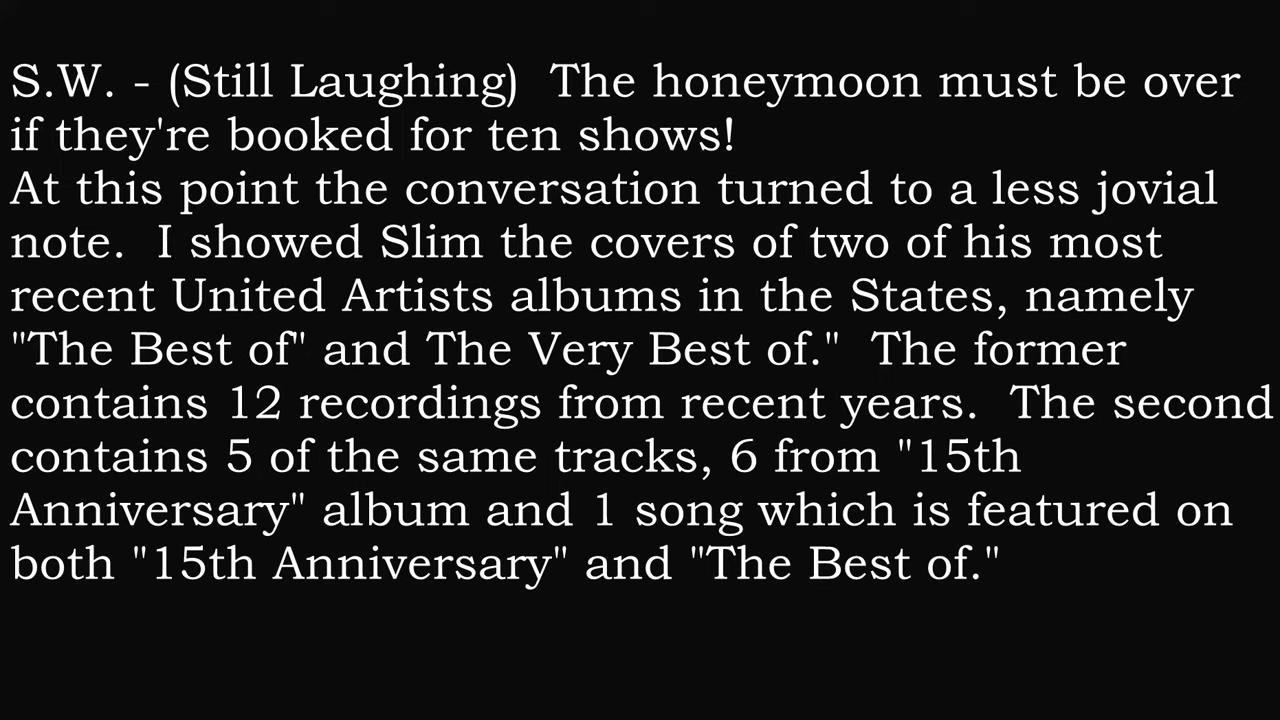 S.W. - (Still Laughing)  The honeymoon must be over
if they're booked for ten shows!
At this point the conversation turned to a less jovial
note.  I showed Slim the covers of two of his most
recent United Artists albums in the States, namely
"The Best of" and The Very Best of."  The former
contains 12 recordings from recent years.  The second
contains 5 of the same tracks, 6 from "15th
Anniversary" album and 1 song which is featured on
both "15th Anniversary" and "The Best of."